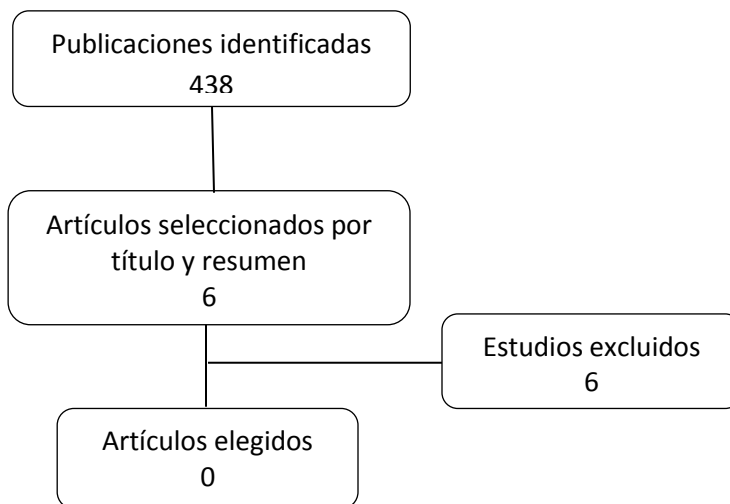 Publicaciones identificadas
438
Artículos seleccionados por
título y resumen
6
Estudios excluidos
6
Artículos elegidos
0